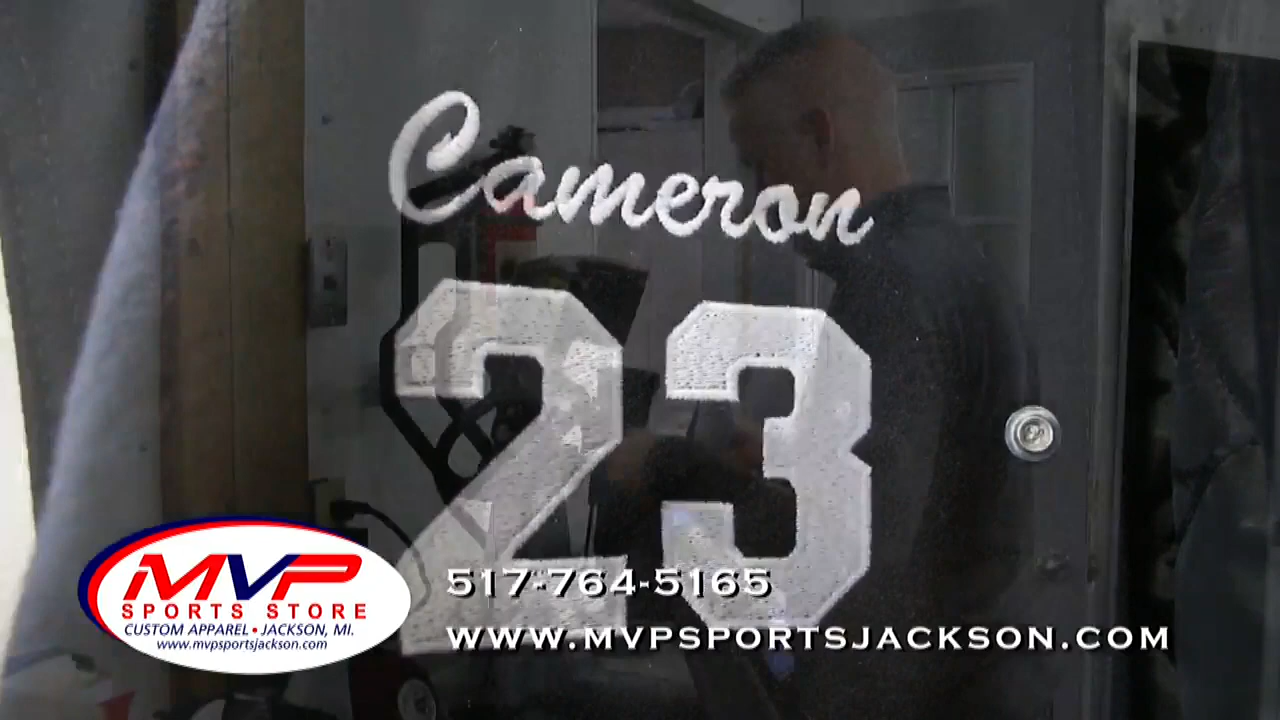 Cameron
23
MVP
SPORTS STORE
CUSTOM APPAREL • JACKSON, MI.
www.mvpsportsjackson.com
517-764-5165
WWW.MVPSPORTSJACKSON.COM